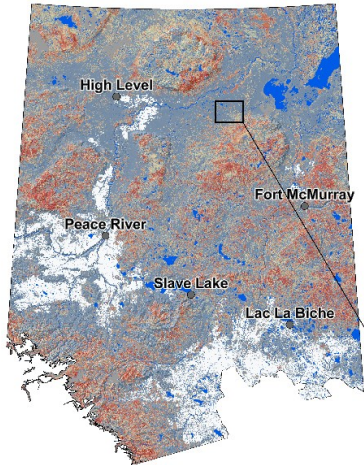 High Level
Fort McMurray
Peace River
Slave Lake
Lac La Biche